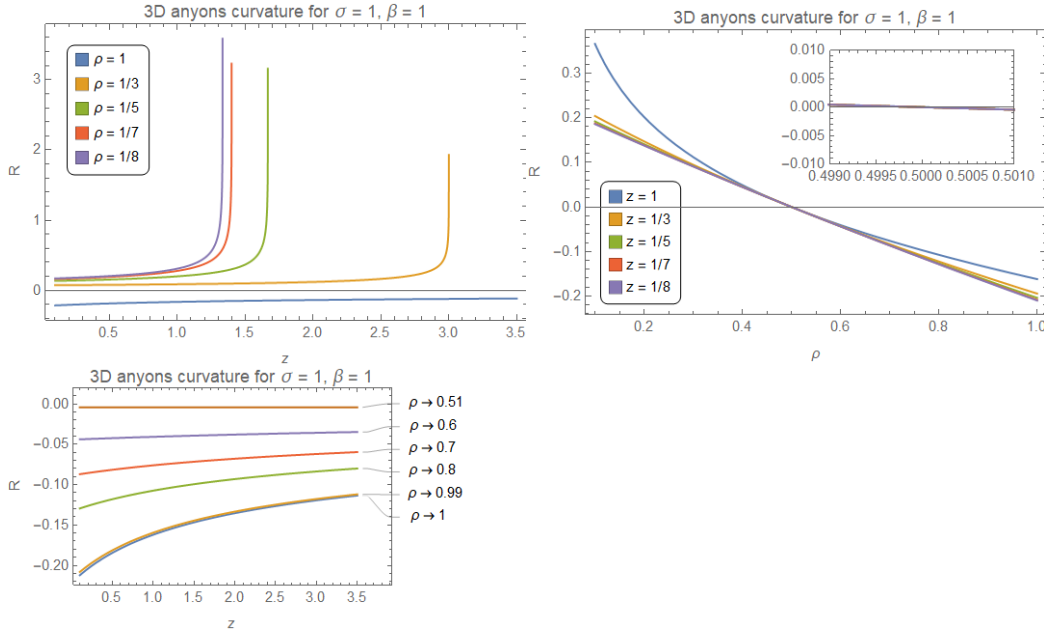 3D anyons curvature for σ = 1, β = 1
R
3
2
1
0
0.5 1.0 1.5 2.0 2.5 3.0 3.5
z
ρ = 1
ρ = 1/3
ρ = 1/5
ρ = 1/7
ρ = 1/8
3D anyons curvature for σ = 1, β = 1
R
0.3
0.2
0.1
0.0
−0.1
−0.2
0.2 0.4 0.6 0.8 1.0
ρ
z = 1
z = 1/3
z = 1/5
z = 1/7
z = 1/8
0.010
0.005
0.000
−0.005
−0.010
0.4990 0.4995 0.5000 0.5005 0.5010
3D anyons curvature for σ = 1, β = 1
R
0.00
−0.05
−0.10
−0.15
−0.20
0.5 1.0 1.5 2.0 2.5 3.0 3.5
z
ρ → 0.51
ρ → 0.6
ρ → 0.7
ρ → 0.8
ρ → 0.99
ρ → 1